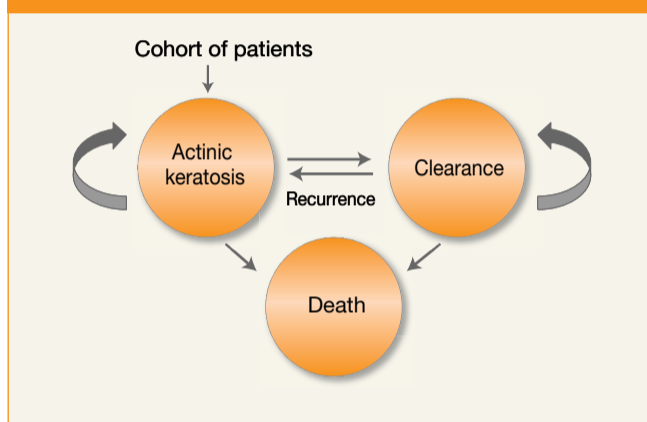 Cohort of patients
Actinic
keratosis
Clearance
Recurrence
Death